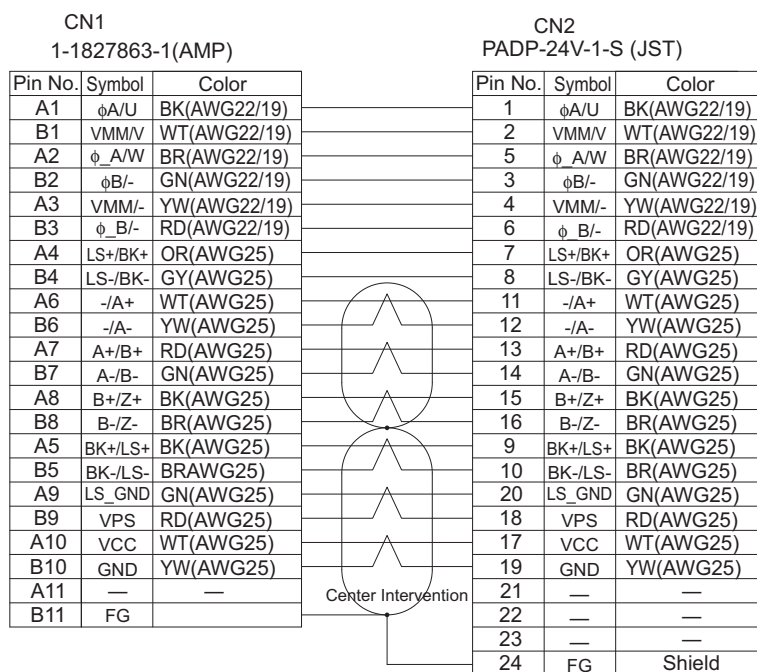 CN1
1-1827863-1(AMP)
CN2
PADP-24V-1-S (JST)
Pin No. Symbol Color Pin No. Symbol Color
A1 ϕA/U BK(AWG22/19) 1 ϕA/U BK(AWG22/19)
B1 VMM/V WT(AWG22/19) 2 VMM/V WT(AWG22/19)
A2 ϕ_A/W BR(AWG22/19) 5 ϕ_A/W BR(AWG22/19)
B2 ϕB/- GN(AWG22/19) 3 ϕB/- GN(AWG22/19)
A3 VMM/- YW(AWG22/19) 4 VMM/- YW(AWG22/19)
B3 ϕ_B/- RD(AWG22/19) 6 ϕ_B/- RD(AWG22/19)
A4 LS+/BK+ OR(AWG25) 7 LS+/BK+ OR(AWG25)
B4 LS-/BK- GY(AWG25) 8 LS-/BK- GY(AWG25)
A6 -/A+ WT(AWG25) 11 -/A+ WT(AWG25)
B6 -/A- YW(AWG25) 12 -/A- YW(AWG25)
A7 A+/B+ RD(AWG25) 13 A+/B+ RD(AWG25)
B7 A-/B- GN(AWG25) 14 A-/B- GN(AWG25)
A8 B+/Z+ BK(AWG25) 15 B+/Z+ BK(AWG25)
B8 B-/Z- BR(AWG25) 16 B-/Z- BR(AWG25)
A5 BK+/LS+ BK(AWG25) 9 BK+/LS+ BK(AWG25)
B5 BK-/LS- BRAWG25) 10 BK-/LS- BR(AWG25)
A9 LS_GND GN(AWG25) 20 LS_GND GN(AWG25)
B9 VPS RD(AWG25) 18 VPS RD(AWG25)
A10 VCC WT(AWG25) 17 VCC WT(AWG25)
B10 GND YW(AWG25) 19 GND YW(AWG25)
A11 — — Center Intervention 21 — —
B11 FG 22 — —
23 — —
24 FG Shield